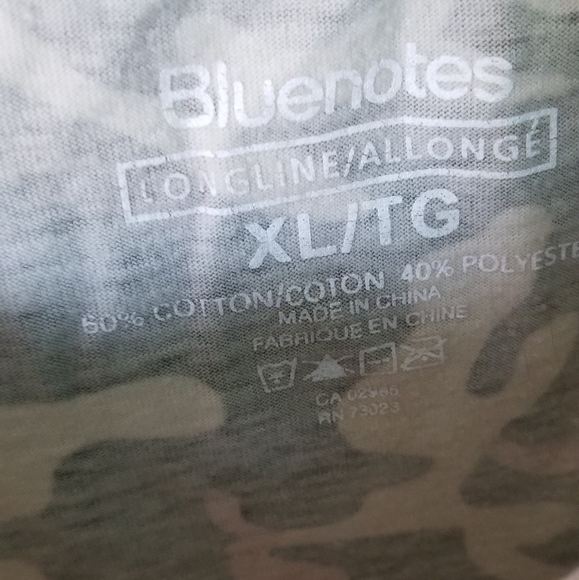 Bluenotes
LONGLINE/ALLONGÉ
XL/TG
60% COTTON/COTON 40% POLYESTE
MADE IN CHINA
FABRIQUE EN CHINE
CA
RN 73023